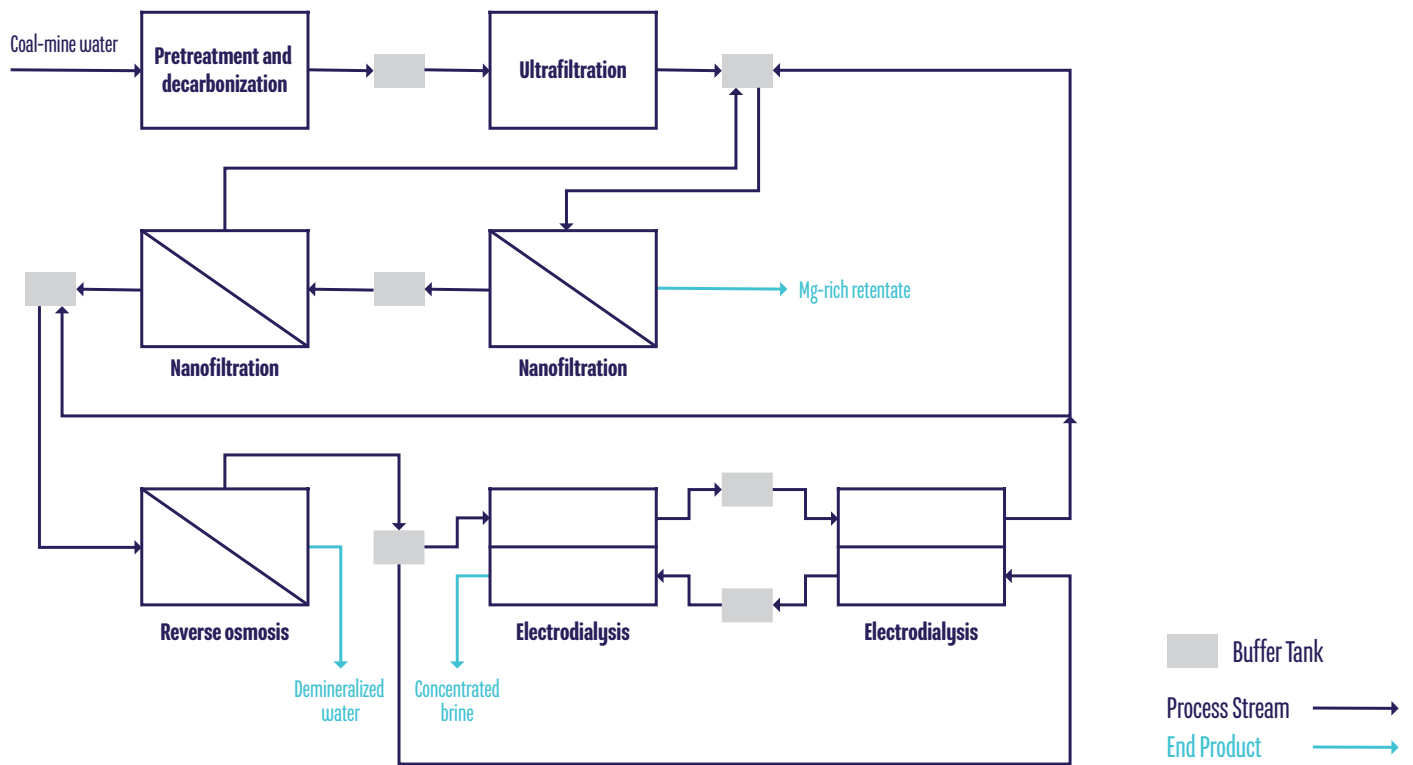 Coal-mine water
Pretreatment and
decarbonization
Ultrafiltration
Mg-rich retentate
Nanofiltration
Nanofiltration
Reverse osmosis
Electrodialysis
Electrodialysis
Demineralized
water
Concentrated
brine
Buffer Tank
Process Stream
End Product